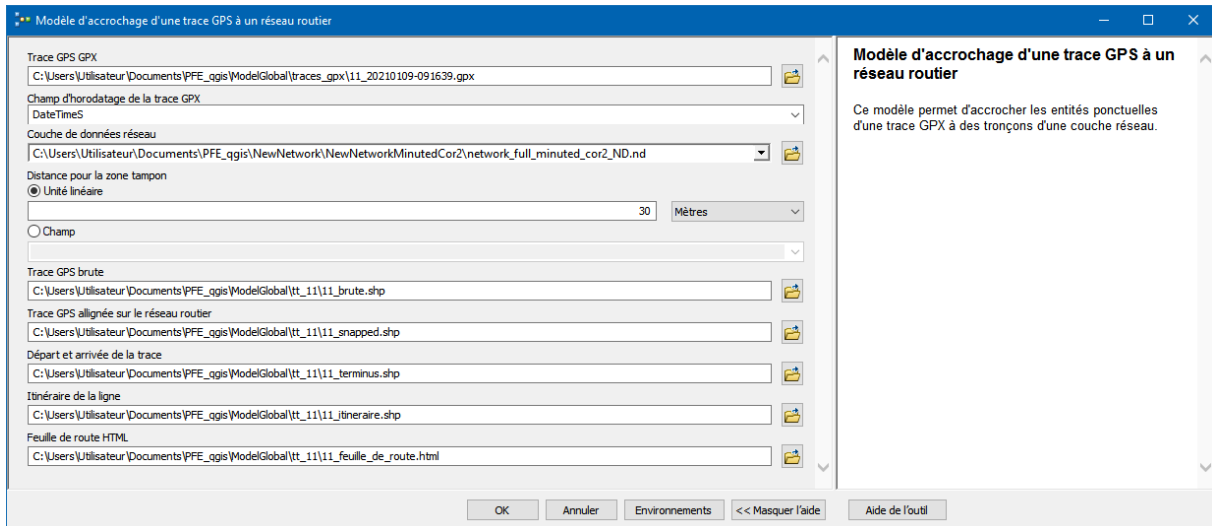 Modèle d'accrochage d'une trace GPS à un réseau routier
Trace GPS GPX
C:\Users\Utilisateur\Documents\PFE_qgis\ModelGlobal\traces_gpx\11_20210109-091639.gpx
Champ d'horodatage de la trace GPX
DateTimeS
Couche de données réseau
C:\Users\Utilisateur\Documents\PFE_qgis\NewNetwork\NewNetworkMinutedCor2\network_full_minuted_cor2_ND.nd
Distance pour la zone tampon
Unité linéaire
30 Mètres
Champ
Trace GPS brute
C:\Users\Utilisateur\Documents\PFE_qgis\ModelGlobal\tt_11\11_brute.shp
Trace GPS allignée sur le réseau routier
C:\Users\Utilisateur\Documents\PFE_qgis\ModelGlobal\tt_11\11_snapped.shp
Départ et arrivée de la trace
C:\Users\Utilisateur\Documents\PFE_qgis\ModelGlobal\tt_11\11_terminus.shp
Itinéraire de la ligne
C:\Users\Utilisateur\Documents\PFE_qgis\ModelGlobal\tt_11\11_itineraire.shp
Feuille de route HTML
C:\Users\Utilisateur\Documents\PFE_qgis\ModelGlobal\tt_11\11_feuille_de_route.html
Modèle d'accrochage d'une trace GPS à un
réseau routier
Ce modèle permet d'accrocher les entités ponctuelles
d'une trace GPX à des tronçons d'une couche réseau.
OK Annuler Environnements << Masquer l'aide Aide de l'outil